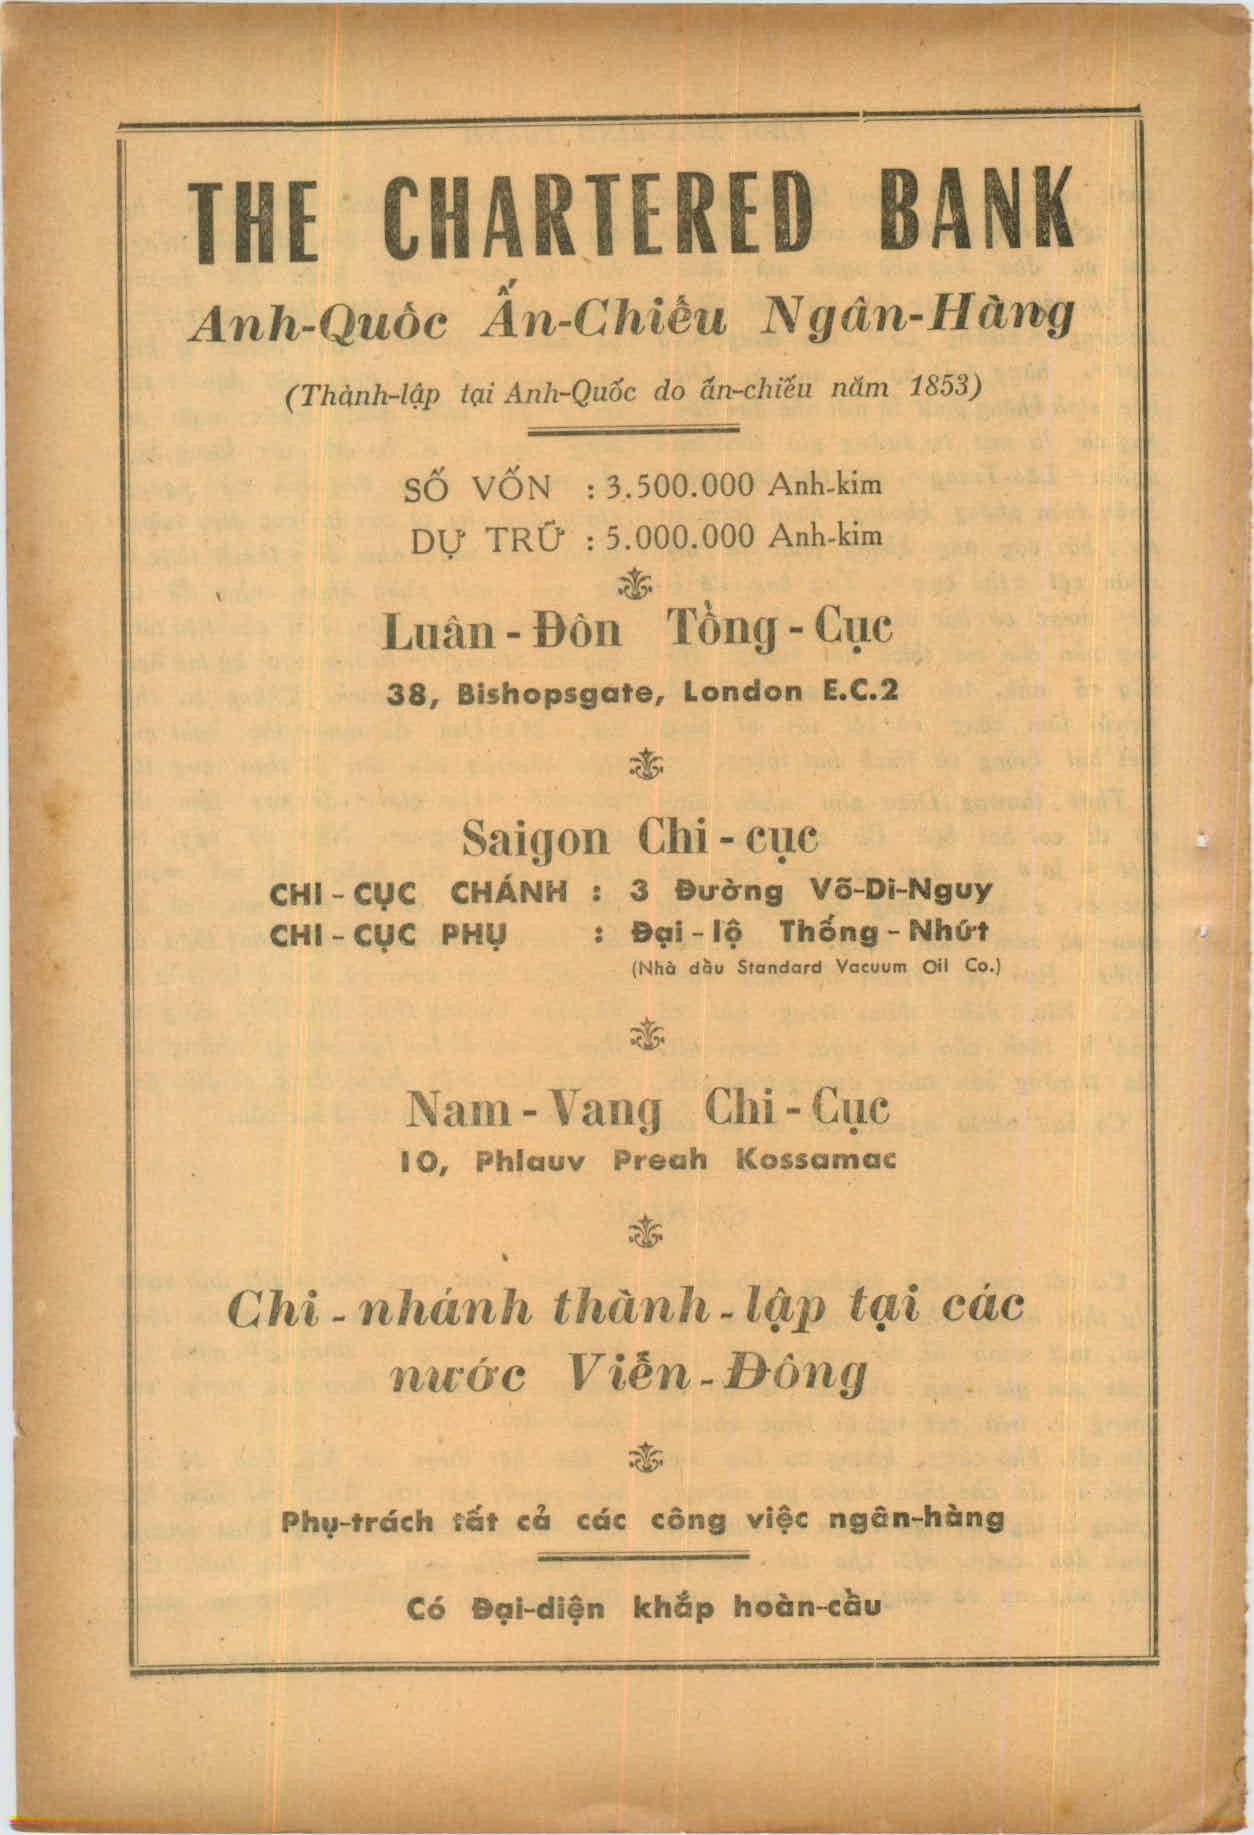 THE CHARTERED BANK
Anh-Quốc Ấn-Chiếu Ngân-Hàng
(Thành-lập tại Anh-Quốc do ấn-chiếu năm 1853)
SỐ VỐN : 3.500.000 Anh-kim
DỰ TRỮ : 5.000.000 Anh-kim
Luân - Đôn Tổng - Cục
38, Bishopsgate, London E.C.2
Saigon Chi - cục
CHI - CỤC CHÁNH : 3 Đường Võ-Di-Nguy
CHI - CỤC PHỤ : Đại - lộ Thống - Nhứt
(Nhà dầu Standard Vacuum Oil Co.)
Nam - Vang Chi - Cục
10, Phlauv Preah Kossamac
Chi - nhánh thành - lập tại các
nước Viễn - Đông
Phụ-trách tất cả các công việc ngân-hàng
Có Đại-diện khắp hoàn-cầu